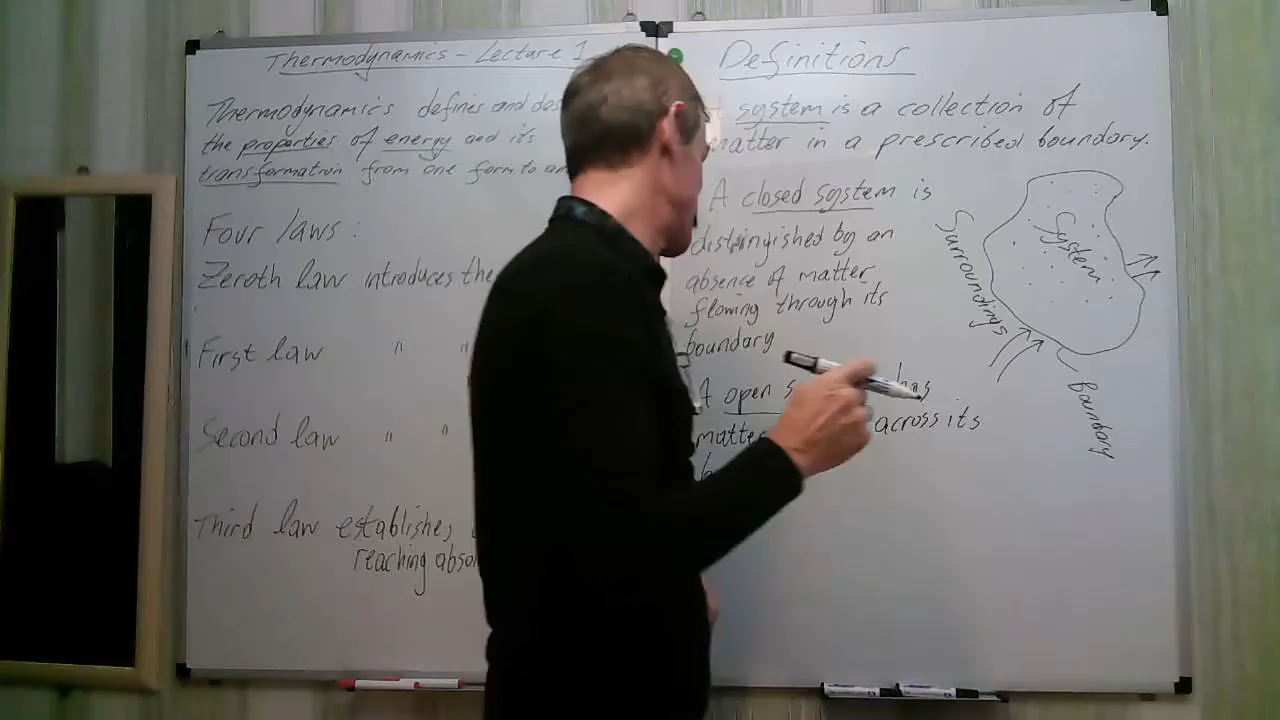 Thermodynamics - Lecture 1
Thermodynamics defines and des
the properties of energy and its
transformation from one form to an
Four laws:
Zeroth law introduces the
First law " "
Second law " "
Third law establishes
reaching absol
Definitions
system is a collection of
matter in a prescribed boundary.
A closed system is
distingished by an
absence of matter
flowing through its
boundary
A open s has
matte across its
b
Surroundings
System
Boundary